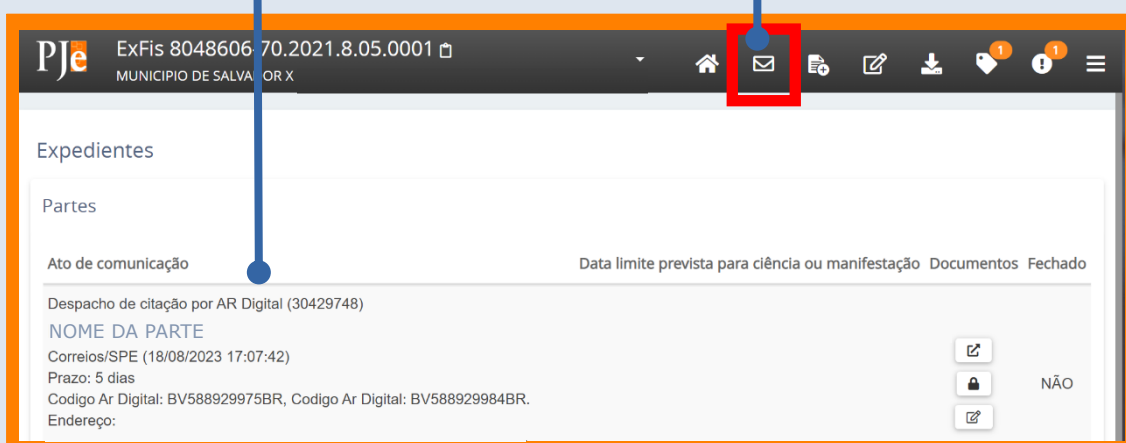 PJe
ExFis 8048606-70.2021.8.05.0001
MUNICIPIO DE SALVADOR X
1
1
Expedientes
Partes
Ato de comunicação Data limite prevista para ciência ou manifestação Documentos Fechado
Despacho de citação por AR Digital (30429748)
NOME DA PARTE
Correios/SPE (18/08/2023 17:07:42)
Prazo: 5 dias
NÃO
Codigo Ar Digital: BV588929975BR, Codigo Ar Digital: BV588929984BR.
Endereço: